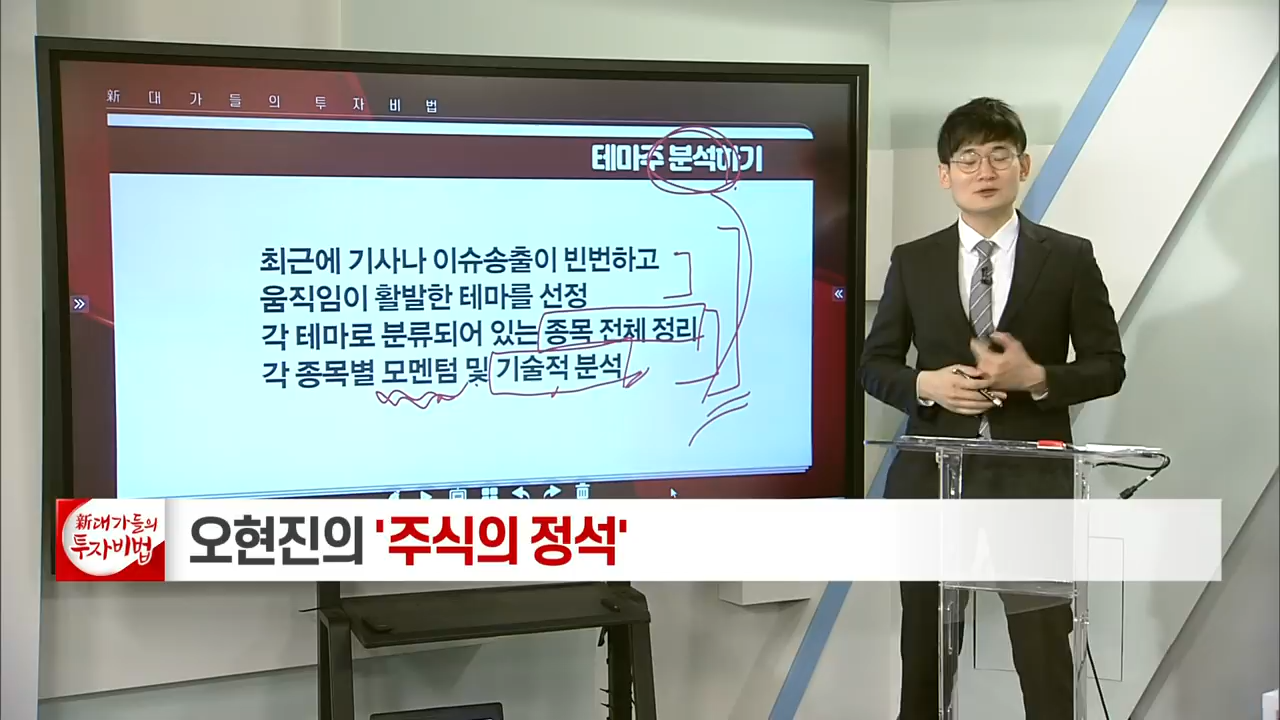 新 대 가 들 의 투 자 비 법
테마주 분석하기
최근에 기사나 이슈송출이 빈번하고
움직임이 활발한 테마를 선정
각 테마로 분류되어 있는 종목 전체 정리
각 종목별 모멘텀 및 기술적 분석
新대가들의
투자비법
오현진의 '주식의 정석'